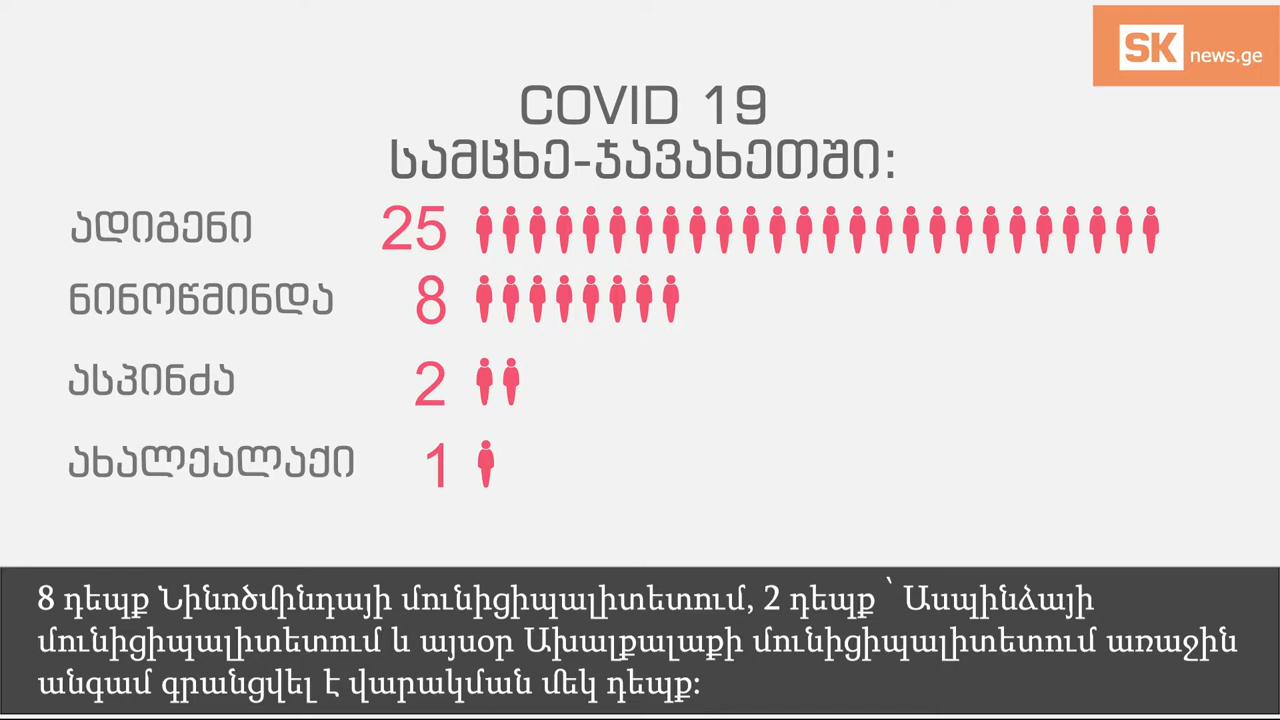 SK news.ge
COVID 19
ᲡᲐᲛᲪᲮᲔ-ᲯᲐᲕᲐᲮᲔᲗᲨᲘ:
ᲐᲓᲘᲒᲔᲜᲘ 25
ᲜᲘᲜᲝᲬᲛᲘᲜᲓᲐ 8
ᲐᲡᲞᲘᲜᲫᲐ 2
ᲐᲮᲐᲚᲥᲐᲚᲐᲥᲘ 1
8 դեպք Նինոծմինդայի մունիցիպալիտետում, 2 դեպք ՝ Ասպինձայի
մունիցիպալիտետում և այսօր Ախալքալաքի մունիցիպալիտետում առաջին
անգամ գրանցվել է վարակման մեկ դեպք: